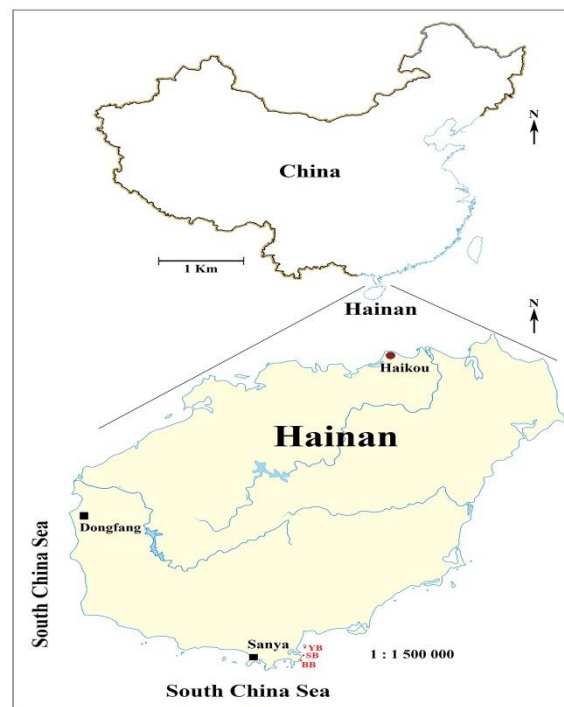 N
China
1 Km
Hainan
N
Haikou
Hainan
Dongfang
South China Sea
Sanya
YB
SB
BB
1 : 1 500 000
South China Sea